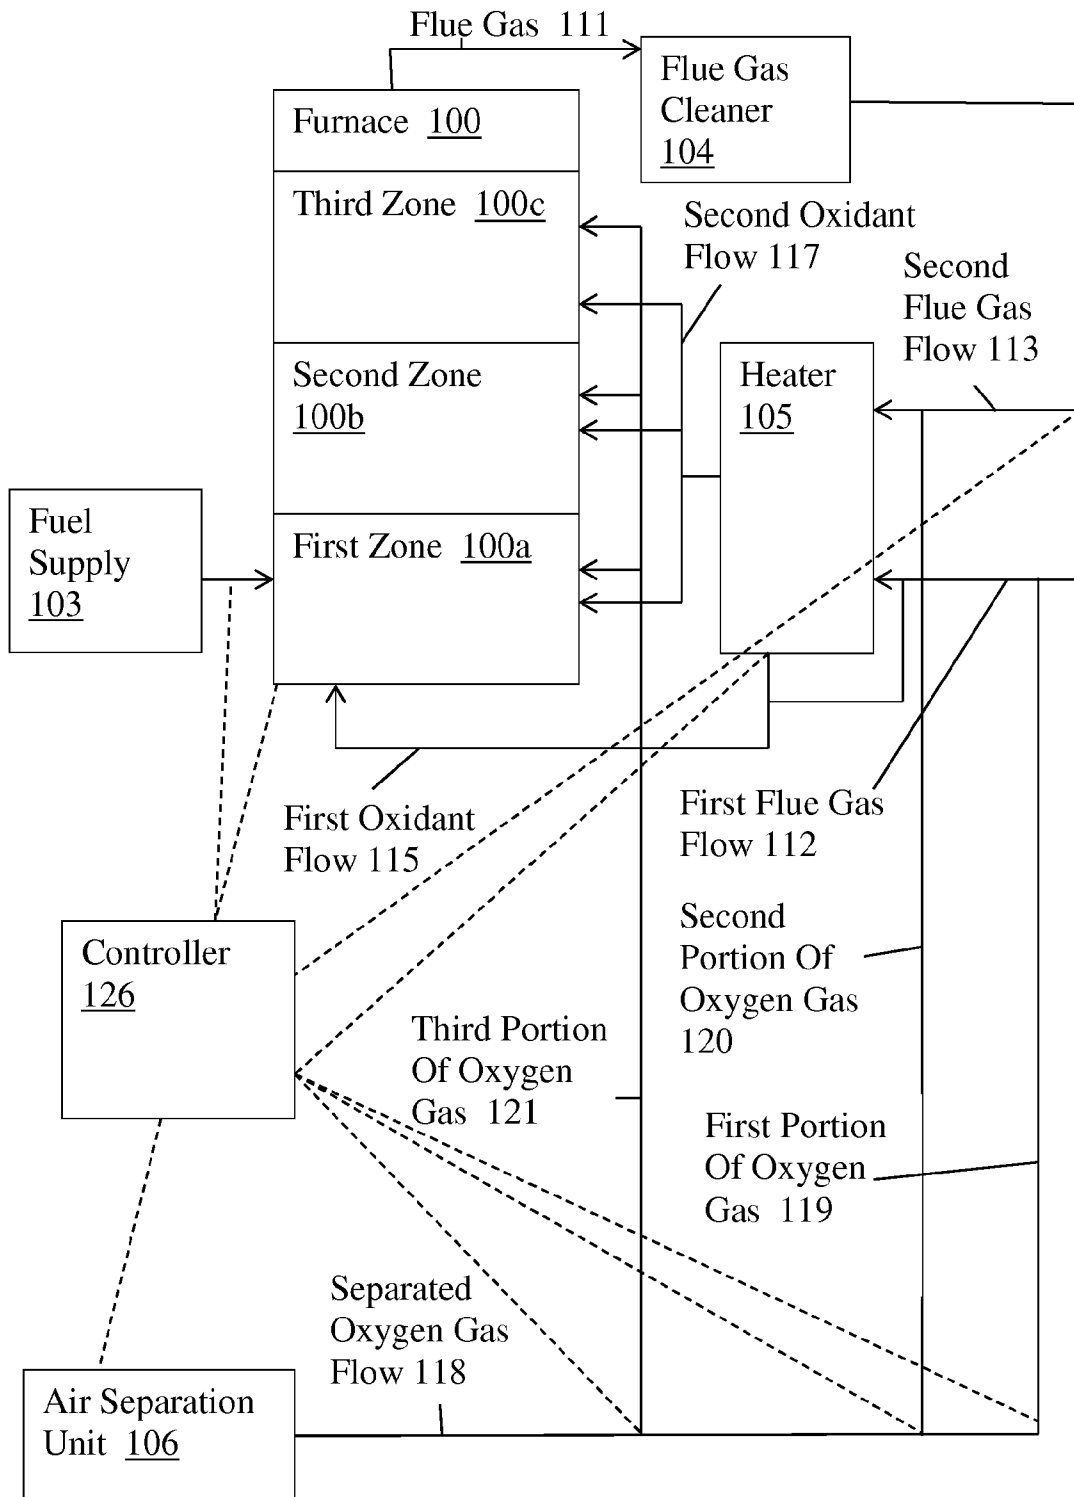 Flue Gas 111
Flue Gas
Cleaner
104
Furnace 100
Third Zone 100c
Second Oxidant
Flow 117
Second
Flue Gas
Flow 113
Second Zone
100b
Heater
105
Fuel
Supply
103
First Zone 100a
First Oxidant
Flow 115
First Flue Gas
Flow 112
Controller
126
Second
Portion Of
Oxygen Gas
120
Third Portion
Of Oxygen
Gas 121
First Portion
Of Oxygen
Gas 119
Separated
Oxygen Gas
Flow 118
Air Separation
Unit 106